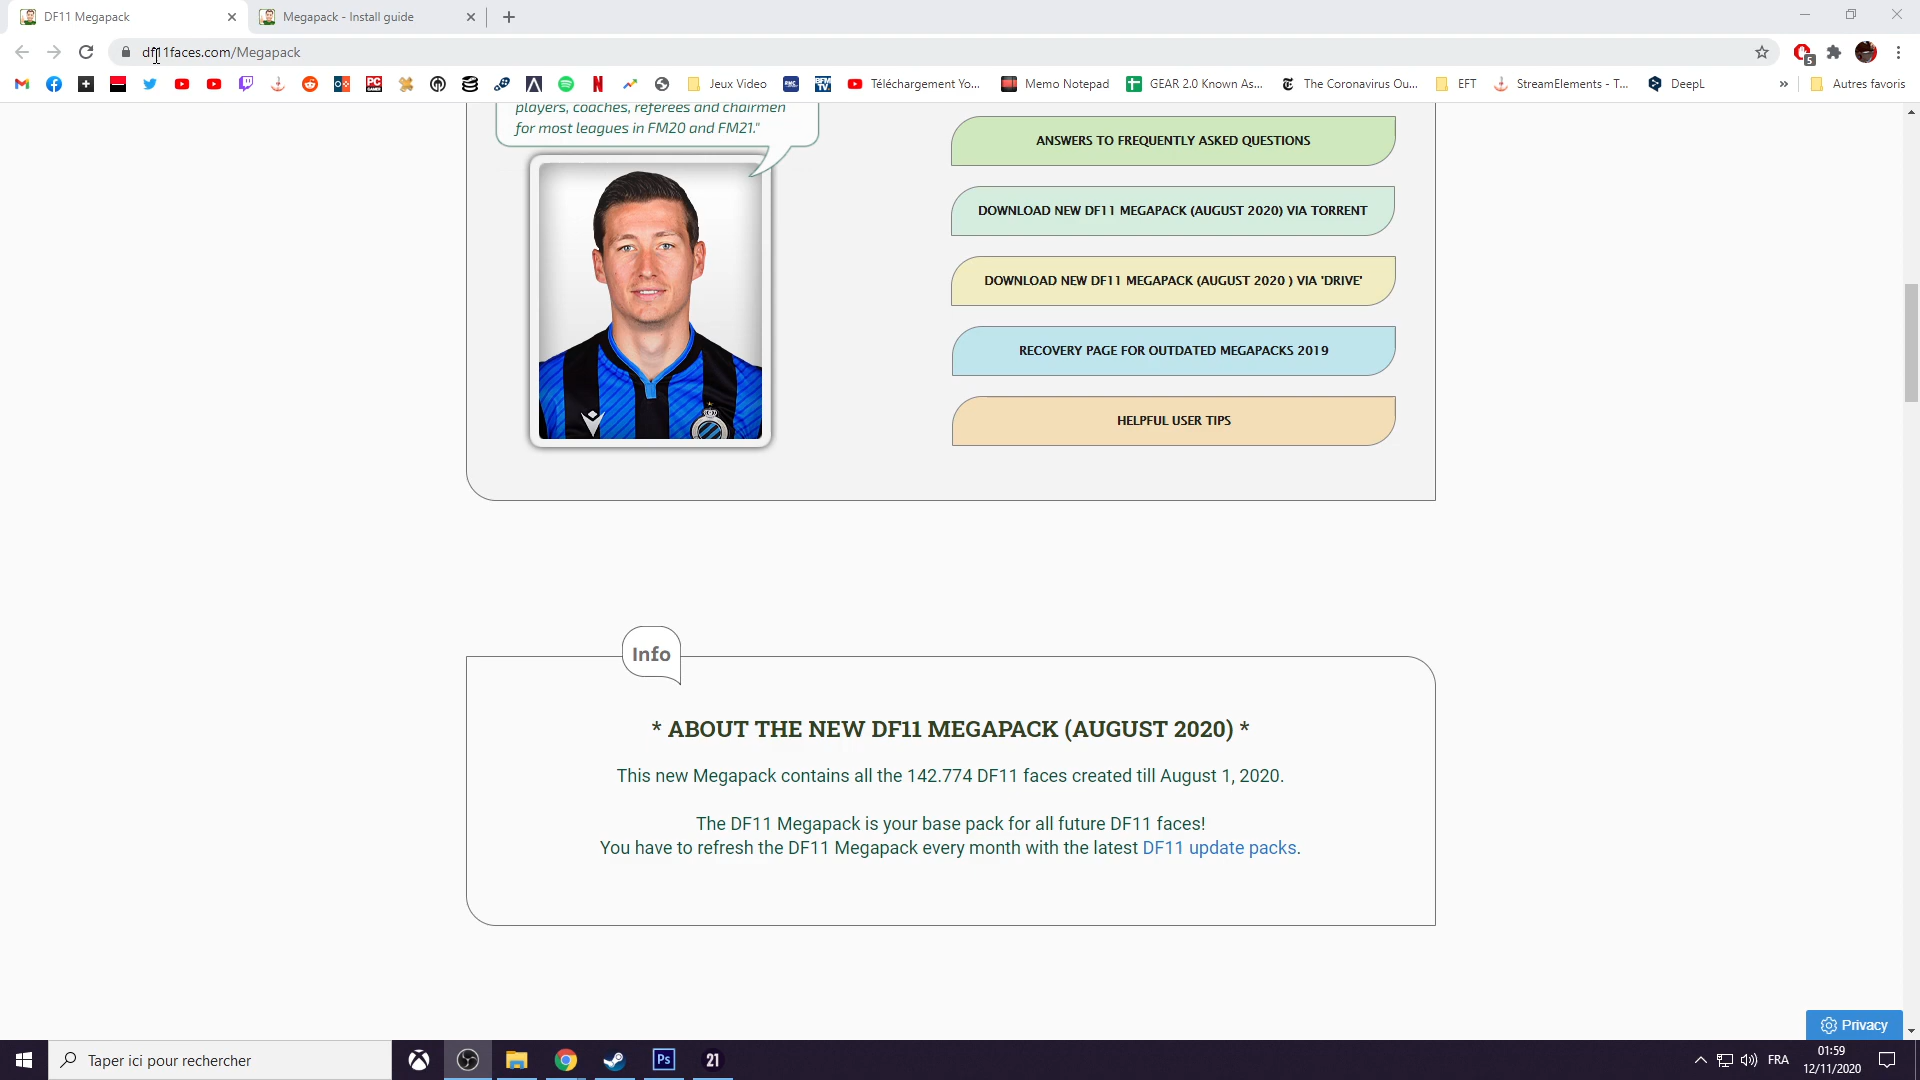 DF11 Megapack
Megapack - Install guide
df11faces.com/Megapack
5
Jeux Video
Téléchargement Yo...
Memo Notepad
GEAR 2.0 Known As...
The Coronavirus Ou...
EFT
StreamElements - T...
DeepL
»
Autres favoris
players, coaches, referees and chairmen
for most leagues in FM20 and FM21."
ANSWERS TO FREQUENTLY ASKED QUESTIONS
DOWNLOAD NEW DF11 MEGAPACK (AUGUST 2020) VIA TORRENT
DOWNLOAD NEW DF11 MEGAPACK (AUGUST 2020 ) VIA 'DRIVE'
RECOVERY PAGE FOR OUTDATED MEGAPACKS 2019
HELPFUL USER TIPS
Info
* ABOUT THE NEW DF11 MEGAPACK (AUGUST 2020) *
This new Megapack contains all the 142.774 DF11 faces created till August 1, 2020.
The DF11 Megapack is your base pack for all future DF11 faces!
You have to refresh the DF11 Megapack every month with the latest DF11 update packs.
Privacy
Taper ici pour rechercher
Ps
21
FRA
01:59
12/11/2020